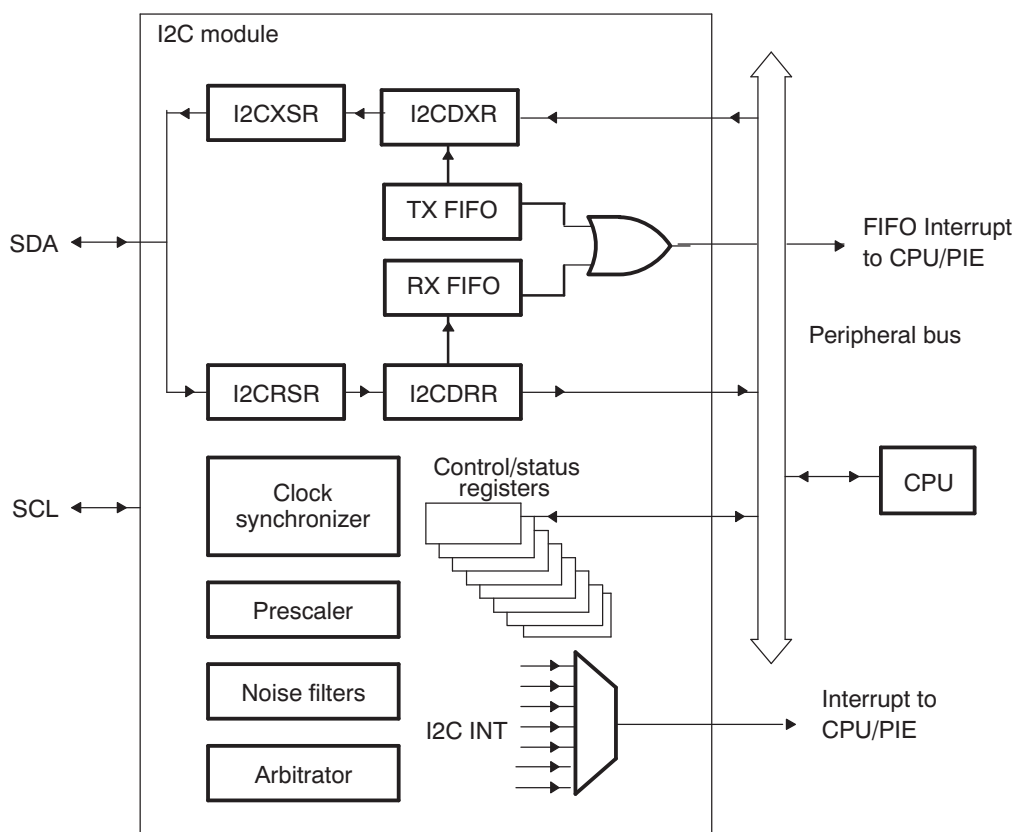 I2C module
I2CXSR
I2CDXR
TX FIFO
SDA
FIFO Interrupt
to CPU/PIE
RX FIFO
Peripheral bus
I2CRSR
I2CDRR
Control/status
registers
Clock
synchronizer
SCL
CPU
Prescaler
Noise filters
I2C INT
Interrupt to
CPU/PIE
Arbitrator